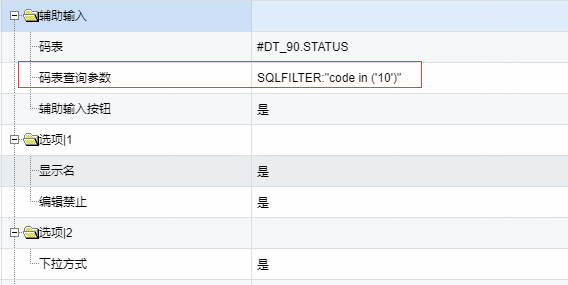 辅助输入
码表 #DT_90.STATUS
码表查询参数 SQLFILTER:"code in ('10')"
辅助输入按钮 是
选项|1
显示名 是
编辑禁止 是
选项|2
下拉方式 是